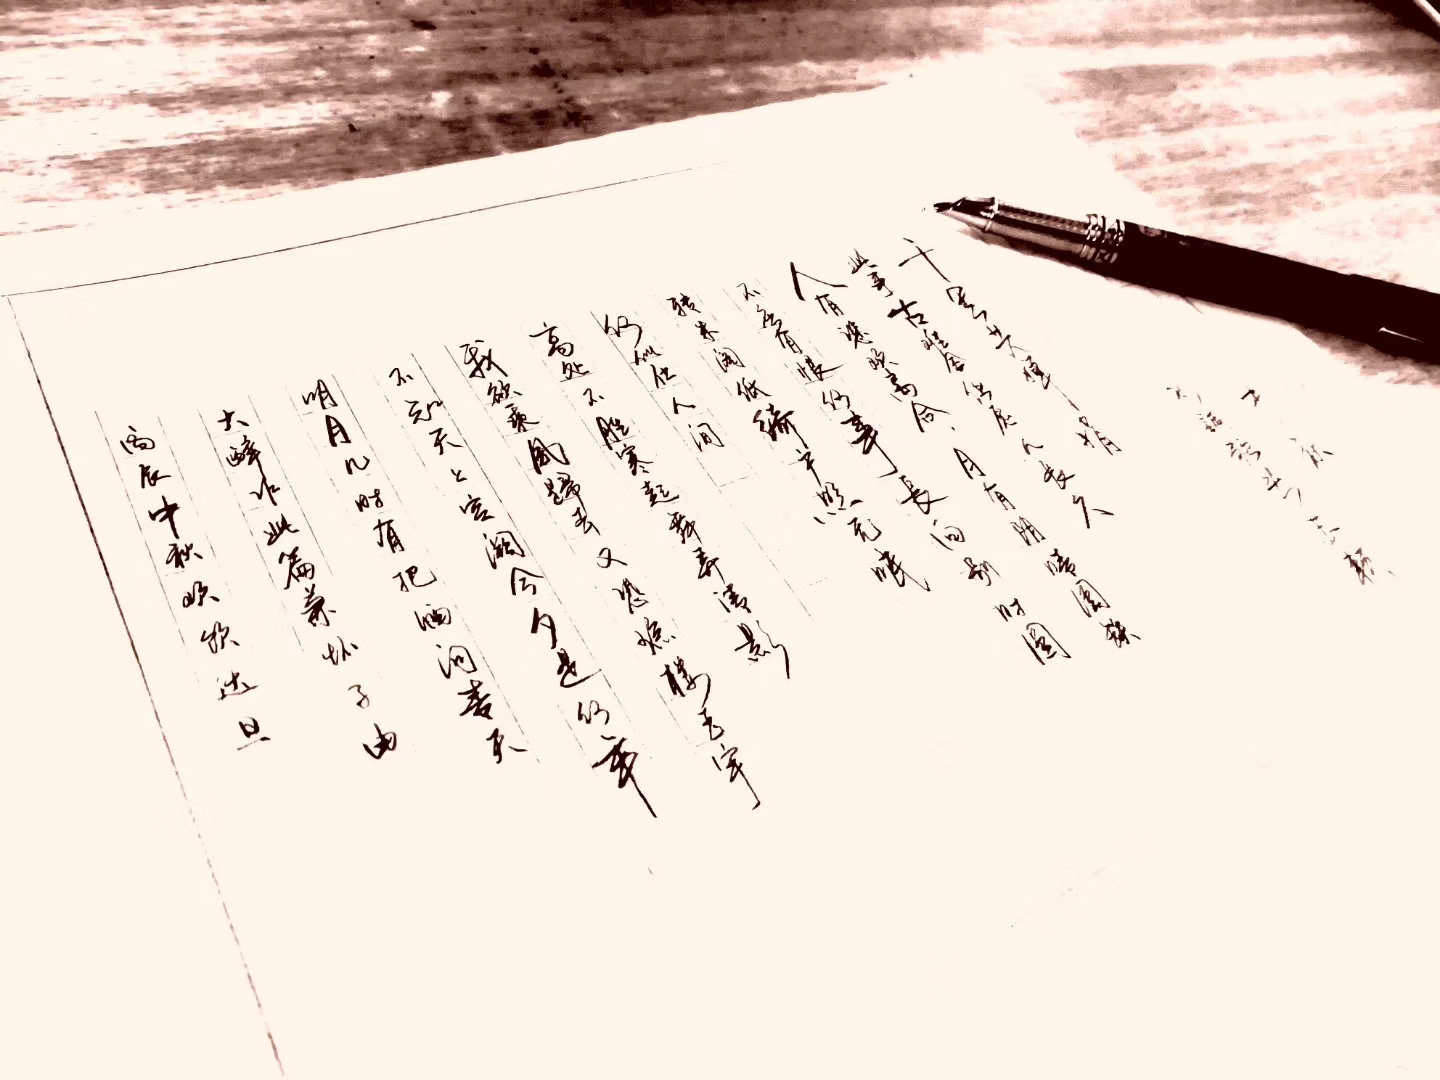 丙辰中秋欢饮达旦
大醉作此篇兼怀子由
明月几时有把酒问青天
不知天上宫阙今夕是何年
我欲乘风歸去又恐琼楼玉宇
高处不胜寒起舞弄清影
何似在人间
转朱阁低绮户照无眠
不应有恨何事長向别时圓
人有悲欢离合、月有阴晴圆缺
此事古难全但愿人长久
千里共婵娟